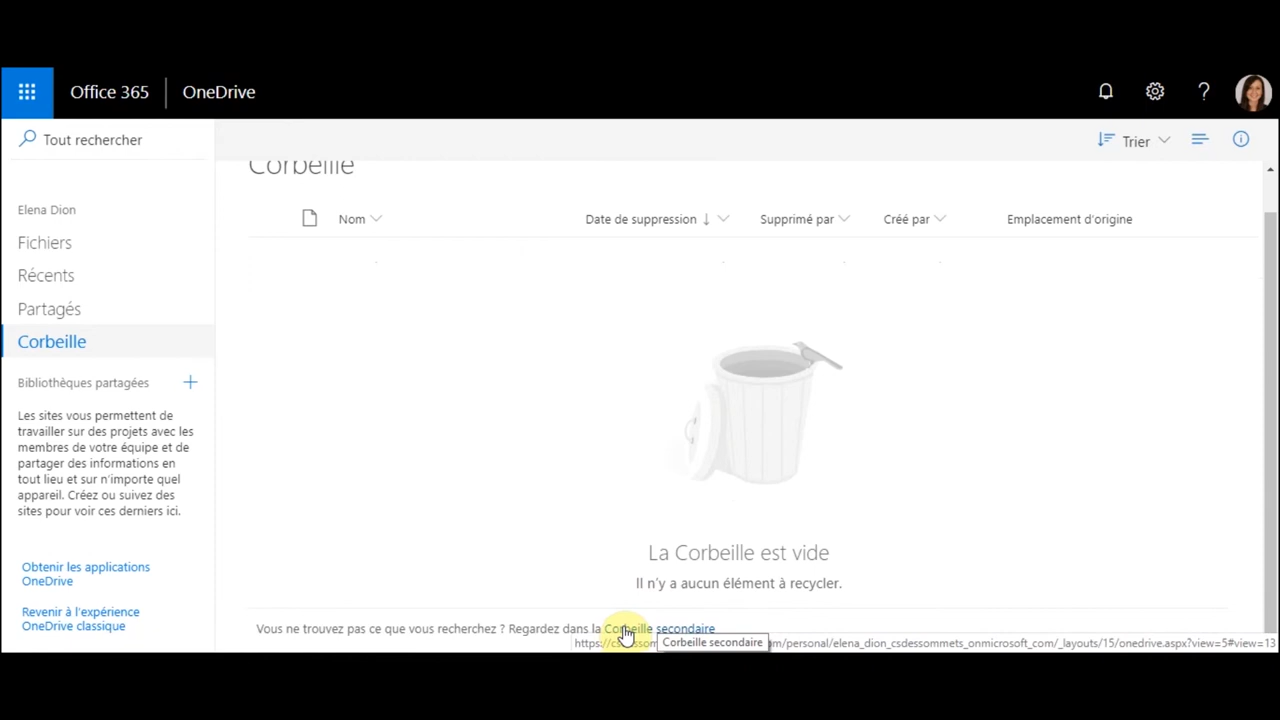 Office 365
OneDrive
Tout rechercher
Trier
Corbeille
Elena Dion
Fichiers
Récents
Partagés
Corbeille
Bibliothèques partagées
Les sites vous permettent de
travailler sur des projets avec les
membres de votre équipe et de
partager des informations en
tout lieu et sur n'importe quel
appareil. Créez ou suivez des
sites pour voir ces derniers ici.
Obtenir les applications
OneDrive
Revenir à l'expérience
OneDrive classique
Nom
Date de suppression
Supprimé par
Créé par
Emplacement d'origine
La Corbeille est vide
Il n'y a aucun élément à recycler.
Vous ne trouvez pas ce que vous recherchez ? Regardez dans la Corbeille secondaire
Corbeille secondaire
om/personal/elena_dion_csdessommets_onmicrosoft_com/_layouts/15/onedrive.aspx?view=5#view=13